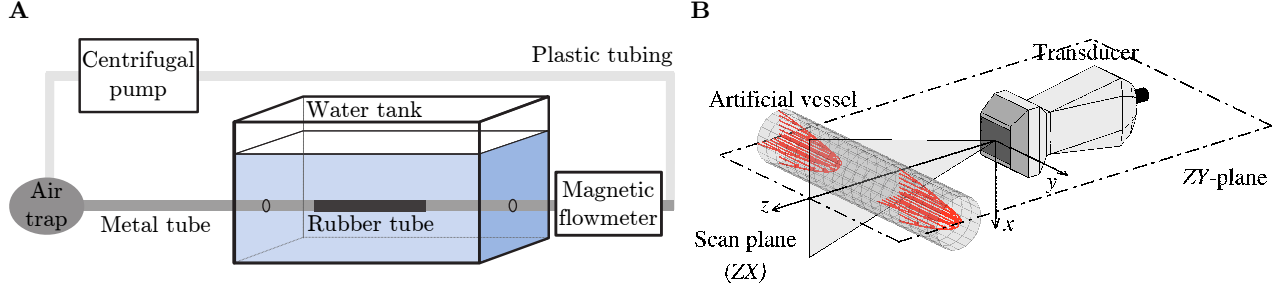 A
Centrifugal
pump
Plastic tubing
Water tank
Air
trap
Metal tube
Rubber tube
Magnetic
flowmeter
B
Transducer
Artificial vessel
y
ZY-plane
z
x
Scan plane
(ZX)